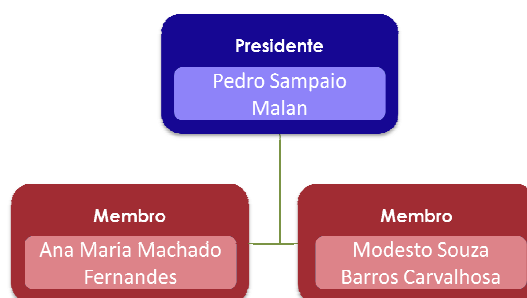 Presidente
Pedro Sampaio
Malan
Membro
Ana Maria Machado
Fernandes
Membro
Modesto Souza
Barros Carvalhosa